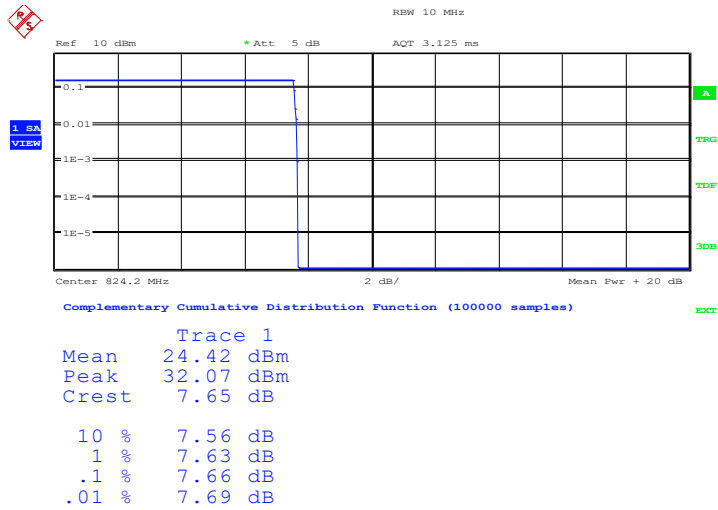 R&S
RBW 10 MHz
Ref 10 dBm * Att 5 dB AQT 3.125 ms
0.1
A
1 SA
VIEW
0.01
TRG
1E-3
TDF
1E-4
1E-5
3DB
Center 824.2 MHz 2 dB/ Mean Pwr + 20 dB
Complementary Cumulative Distribution Function (100000 samples)
EXT
Trace 1
Mean 24.42 dBm
Peak 32.07 dBm
Crest 7.65 dB
10 % 7.56 dB
1 % 7.63 dB
.1 % 7.66 dB
.01 % 7.69 dB